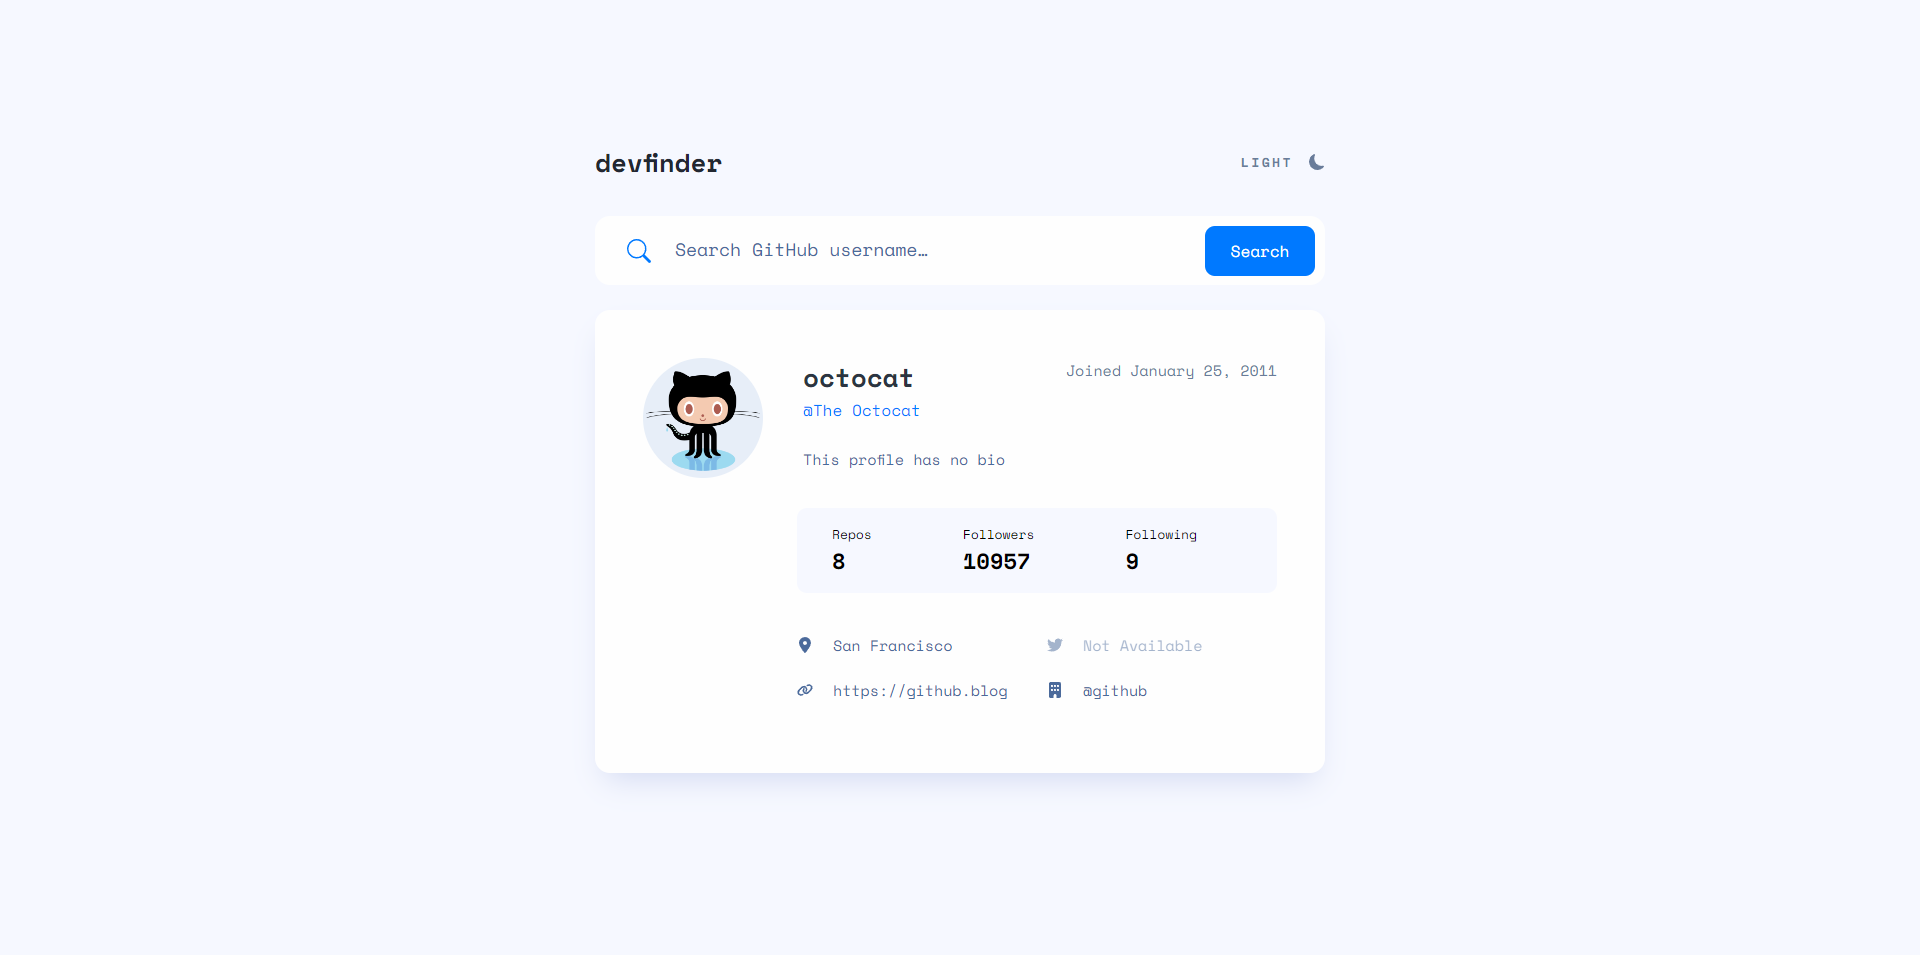 devfinder
LIGHT
Search GitHub username…
Search
octocat
Joined January 25, 2011
@The Octocat
This profile has no bio
Repos
Followers
Following
8
10957
9
San Francisco
Not Available
https://github.blog
@github